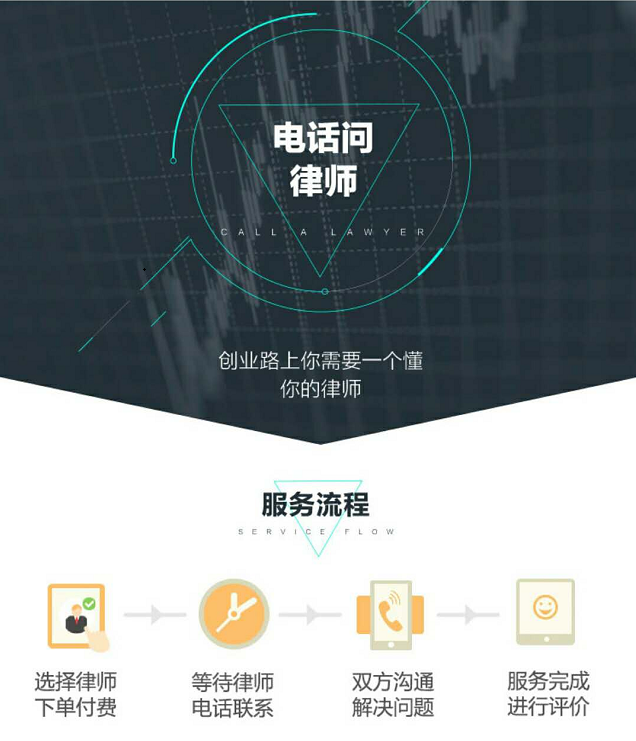 电话问
律师
CALL A LAWYER
创业路上你需要一个懂
你的律师
服务流程
SERVICE FLOW
选择律师
下单付费
等待律师
电话联系
双方沟通
解决问题
服务完成
进行评价